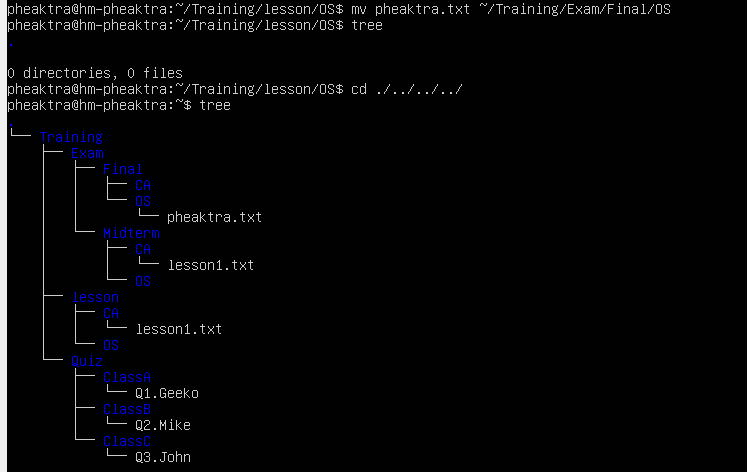 pheaktra@hm-pheaktra:~/Training/lesson/OS$ mv pheaktra.txt ~/Training/Exam/Final/OS
pheaktra@hm-pheaktra:~/Training/lesson/OS$ tree
.
0 directories, 0 files
pheaktra@hm-pheaktra:~/Training/lesson/OS$ cd ./../../../
pheaktra@hm-pheaktra:~$ tree
.
└── Training
    ├── Exam
    │   ├── Final
    │   │   ├── CA
    │   │   └── OS
    │   │       └── pheaktra.txt
    │   └── Midterm
    │       ├── CA
    │       │   └── lesson1.txt
    │       └── OS
    ├── lesson
    │   ├── CA
    │   │   └── lesson1.txt
    │   └── OS
    └── Quiz
        ├── ClassA
        │   └── Q1.Geeko
        ├── ClassB
        │   └── Q2.Mike
        └── ClassC
            └── Q3.John